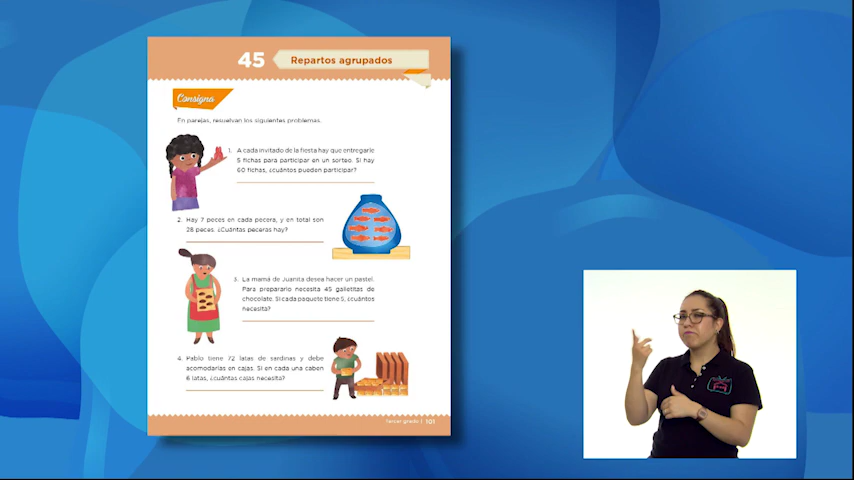 45
Repartos agrupados
Consigna
En parejas, resuelvan los siguientes problemas.
1. A cada invitado de la fiesta hay que entregarle
5 fichas para participar en un sorteo. Si hay
60 fichas, ¿cuántos pueden participar?
2. Hay 7 peces en cada pecera, y en total son
28 peces. ¿Cuántas peceras hay?
3. La mamá de Juanita desea hacer un pastel.
Para prepararlo necesita 45 galletitas de
chocolate. Si cada paquete tiene 5, ¿cuántos
necesita?
4. Pablo tiene 72 latas de sardinas y debe
acomodarlas en cajas. Si en cada una caben
6 latas, ¿cuántas cajas necesita?
Tercer grado | 101